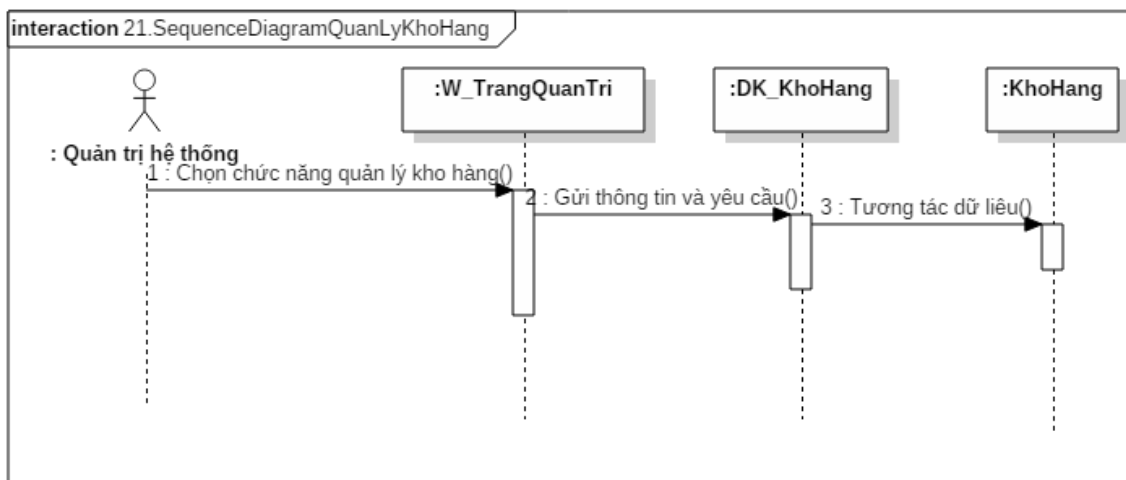 interaction 21.SequenceDiagramQuanLyKhoHang
:W_TrangQuanTri
:DK_KhoHang
:KhoHang
: Quản trị hệ thống
1 : Chọn chức năng quản lý kho hàng()
2 : Gửi thông tin và yêu cầu()
3 : Tương tác dữ liêu()